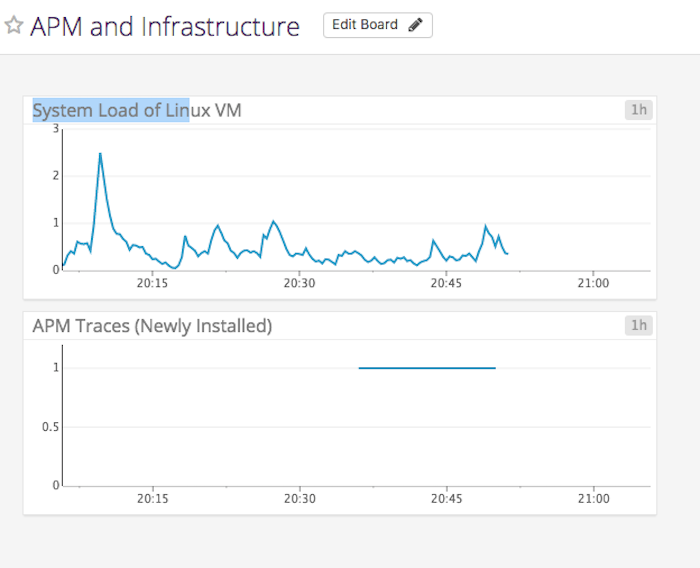 APM and Infrastructure
Edit Board
System Load of Linux VM
1h
3
2
1
0
20:15 20:30 20:45 21:00
APM Traces (Newly Installed)
1h
1
0.5
0
20:15 20:30 20:45 21:00